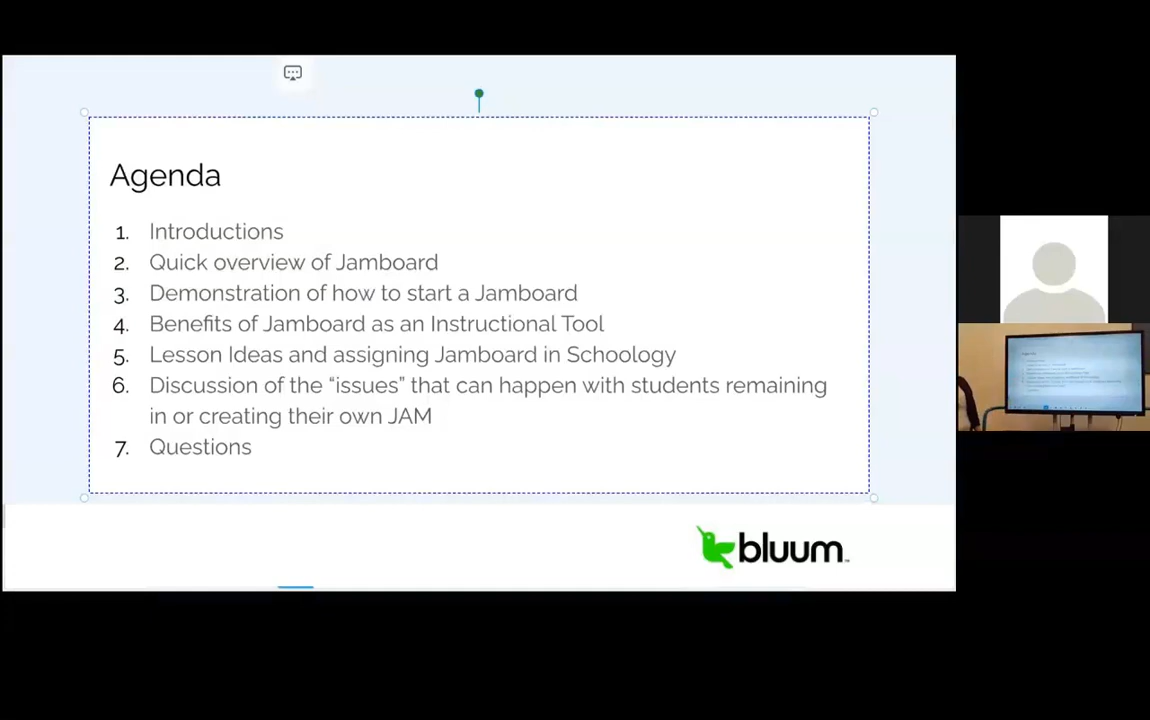 Agenda
1. Introductions
2. Quick overview of Jamboard
3. Demonstration of how to start a Jamboard
4. Benefits of Jamboard as an Instructional Tool
5. Lesson Ideas and assigning Jamboard in Schoology
6. Discussion of the “issues” that can happen with students remaining
in or creating their own JAM
7. Questions
bluum